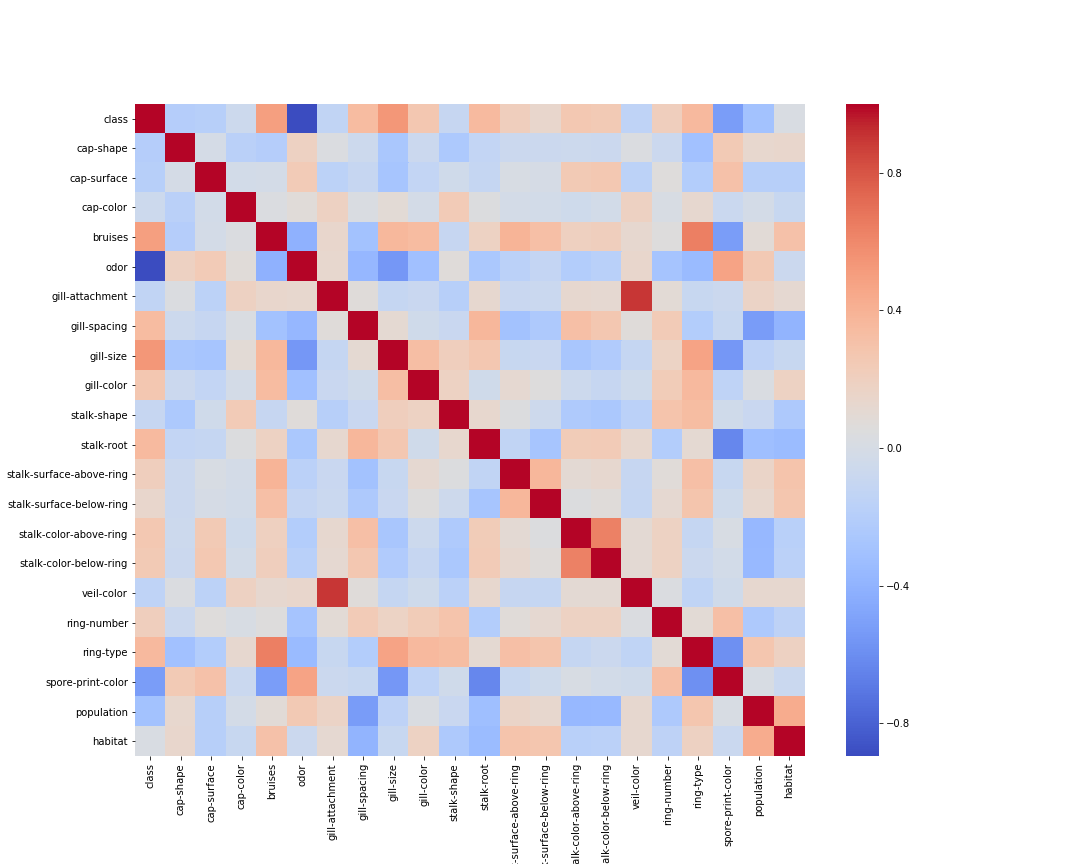 class
cap-shape
cap-surface
cap-color
bruises
odor
gill-attachment
gill-spacing
gill-size
gill-color
stalk-shape
stalk-root
stalk-surface-above-ring
stalk-surface-below-ring
stalk-color-above-ring
stalk-color-below-ring
veil-color
ring-number
ring-type
spore-print-color
population
habitat
class
cap-shape
cap-surface
cap-color
bruises
odor
gill-attachment
gill-spacing
gill-size
gill-color
stalk-shape
stalk-root
-surface-above-ring
k-surface-below-ring
alk-color-above-ring
alk-color-below-ring
veil-color
ring-number
ring-type
spore-print-color
population
habitat
0.8
0.4
0.0
−0.4
−0.8